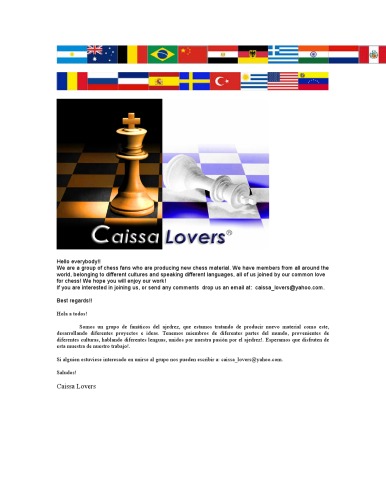 Caissa Lovers®
Hello everybody!!
We are a group of chess fans who are producing new chess material. We have members from all around the
world, belonging to different cultures and speaking different languages, all of us joined by our common love
for chess! We hope you will enjoy our work!
If you are interested in joining us, or send any comments drop us an email at: caissa_lovers@yahoo.com.
Best regards!!
Hola a todos!
Somos un grupo de fanáticos del ajedrez, que estamos tratando de producir nuevo material como este,
desarrollando diferentes proyectos e ideas. Tenemos miembros de diferentes partes del mundo, provenientes de
diferentes culturas, hablando diferentes lenguas, unidos por nuestra pasión por el ajedrez!. Esperamos que disfruten de
esta muestra de nuestro trabajo!.
Si alguien estuviese interesado en unirse al grupo nos pueden escribir a: caissa_lovers@yahoo.com.
Saludos!
Caissa Lovers